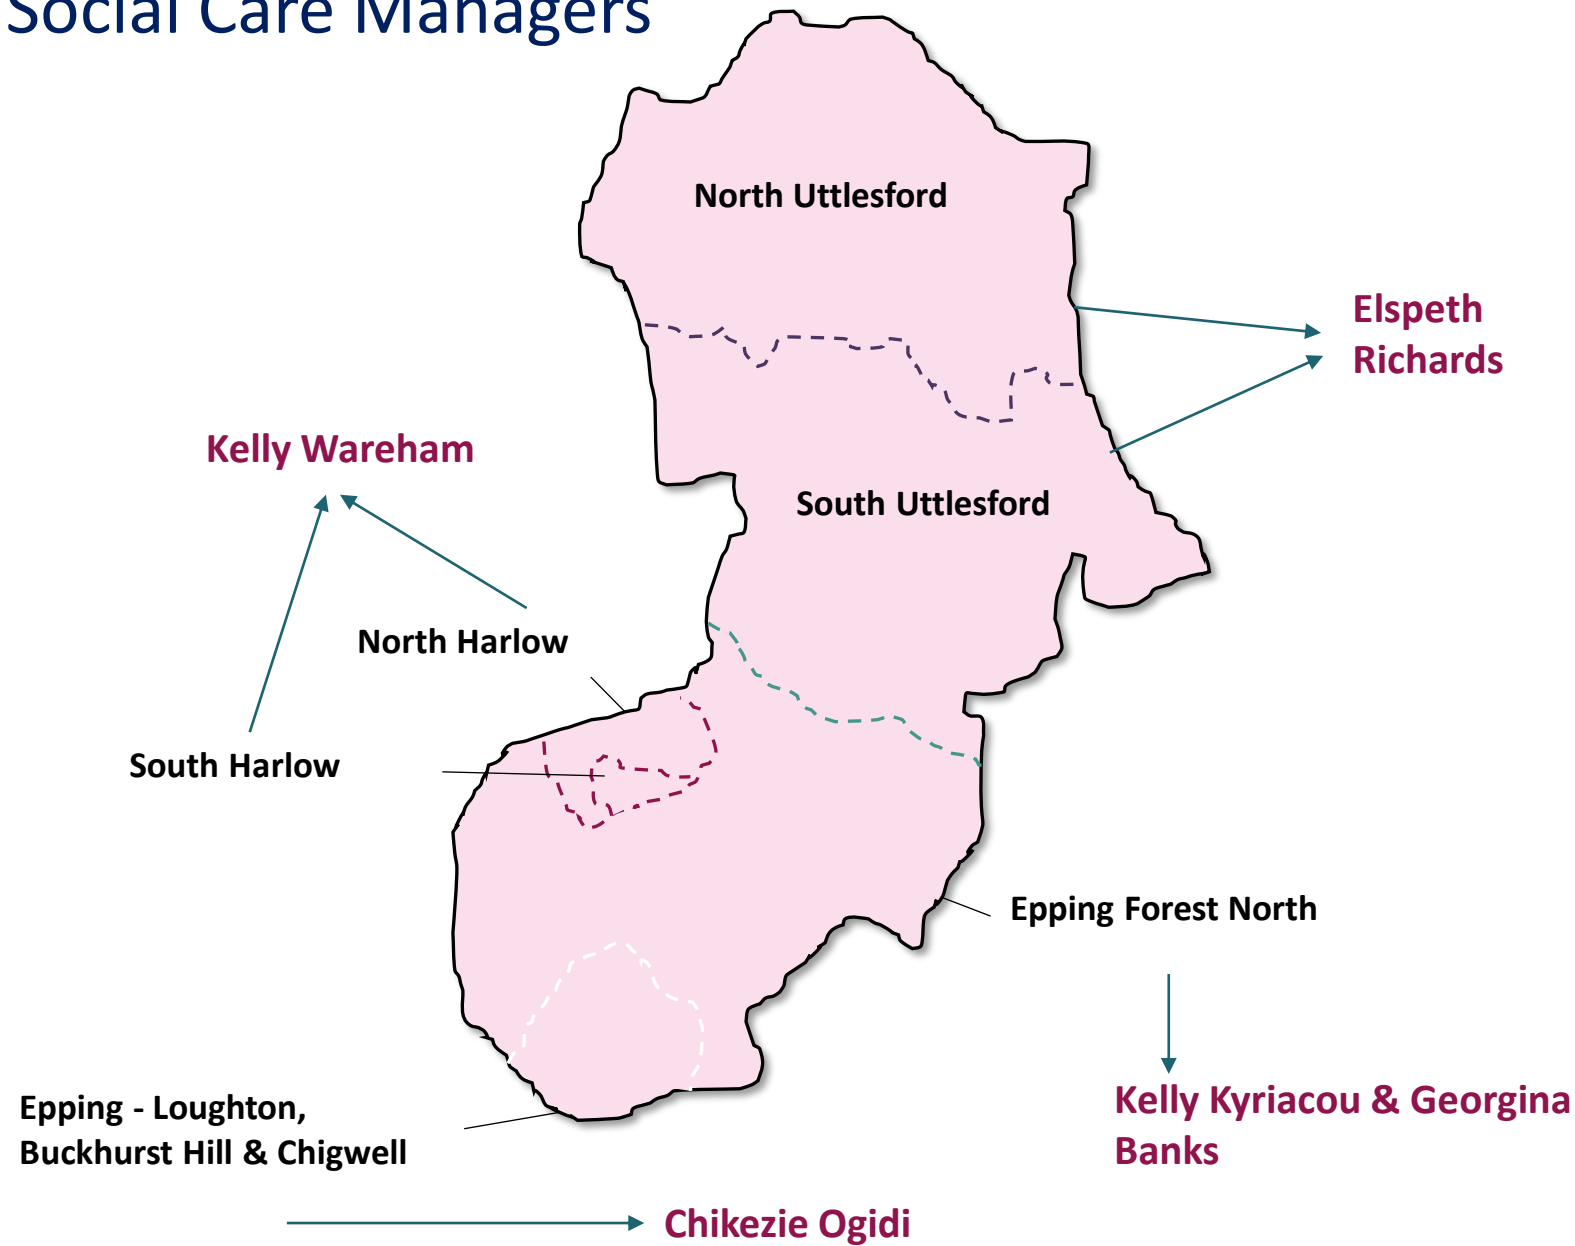 Social Care Managers
North Uttlesford
Elspeth
Richards
Kelly Wareham
South Uttlesford
North Harlow
South Harlow
Epping Forest North
Kelly Kyriacou & Georgina
Banks
Epping - Loughton,
Buckhurst Hill & Chigwell
Chikezie Ogidi